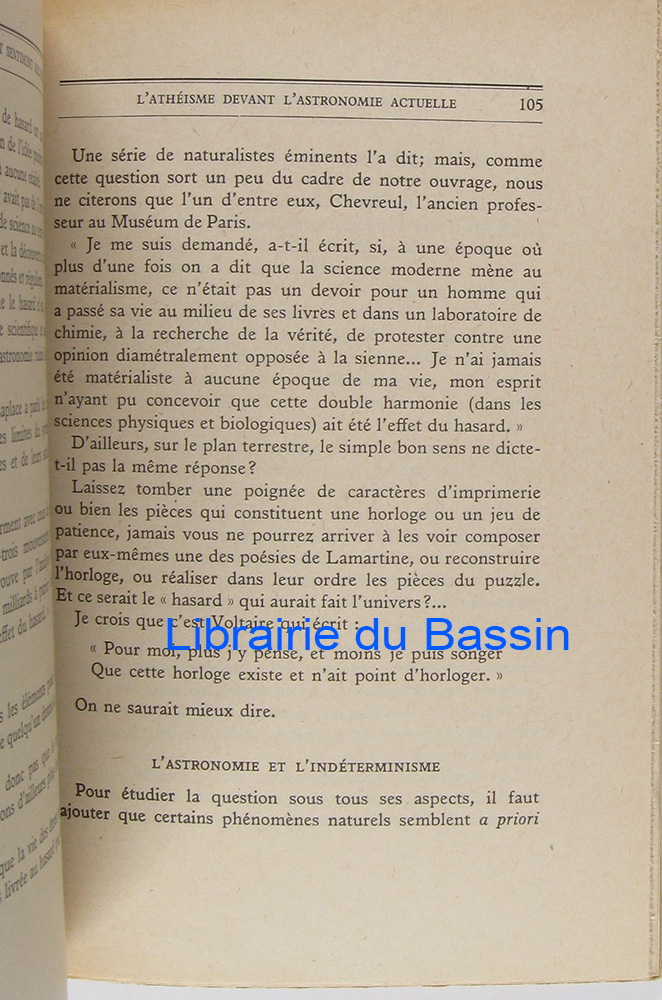 L'ATHÉISME DEVANT L'ASTRONOMIE ACTUELLE 105
Une série de naturalistes éminents l'a dit; mais, comme
cette question sort un peu du cadre de notre ouvrage, nous
ne citerons que l'un d'entre eux, Chevreul, l'ancien profes-
seur au Muséum de Paris.
« Je me suis demandé, a-t-il écrit, si, à une époque où
plus d'une fois on a dit que la science moderne mène au
matérialisme, ce n'était pas un devoir pour un homme qui
a passé sa vie au milieu de ses livres et dans un laboratoire de
chimie, à la recherche de la vérité, de protester contre une
opinion diamétralement opposée à la sienne... Je n'ai jamais
été matérialiste à aucune époque de ma vie, mon esprit
n'ayant pu concevoir que cette double harmonie (dans les
sciences physiques et biologiques) ait été l'effet du hasard. »
D'ailleurs, sur le plan terrestre, le simple bon sens ne dicte-
t-il pas la même réponse?
Laissez tomber une poignée de caractères d'imprimerie
ou bien les pièces qui constituent une horloge ou un jeu de
patience, jamais vous ne pourrez arriver à les voir composer
par eux-mêmes une des poésies de Lamartine, ou reconstruire
l'horloge, ou réaliser dans leur ordre les pièces du puzzle.
Et ce serait le « hasard » qui aurait fait l'univers?...
Je crois que c'est Voltaire qui écrit :
Librairie du Bassin
« Pour moi, plus j'y pense, et moins je puis songer
Que cette horloge existe et n'ait point d'horloger. »
On ne saurait mieux dire.
L'ASTRONOMIE ET L'INDÉTERMINISME
Pour étudier la question sous tous ses aspects, il faut
ajouter que certains phénomènes naturels semblent a priori